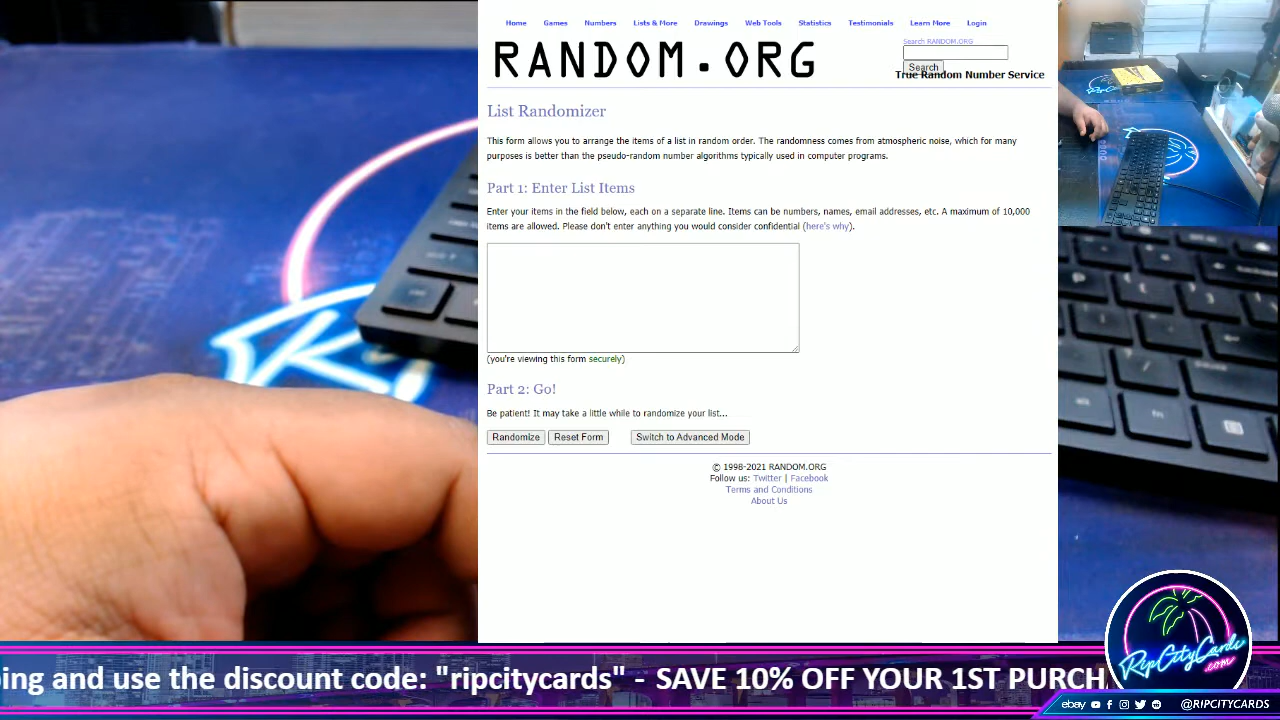 Home Games Numbers Lists & More Drawings Web Tools Statistics Testimonials Learn More Login
RANDOM.ORG
Search RANDOM.ORG
Search
True Random Number Service
List Randomizer
This form allows you to arrange the items of a list in random order. The randomness comes from atmospheric noise, which for many
purposes is better than the pseudo-random number algorithms typically used in computer programs.
Part 1: Enter List Items
Enter your items in the field below, each on a separate line. Items can be numbers, names, email addresses, etc. A maximum of 10,000
items are allowed. Please don't enter anything you would consider confidential (here's why).
(you're viewing this form securely)
Part 2: Go!
Be patient! It may take a little while to randomize your list...
Randomize Reset Form Switch to Advanced Mode
© 1998-2021 RANDOM.ORG
Follow us: Twitter | Facebook
Terms and Conditions
About Us
ing and use the discount code: "ripcitycards" - SAVE 10% OFF YOUR 1ST PURCH
RipCityCards
.com
ebay @RIPCITYCARDS